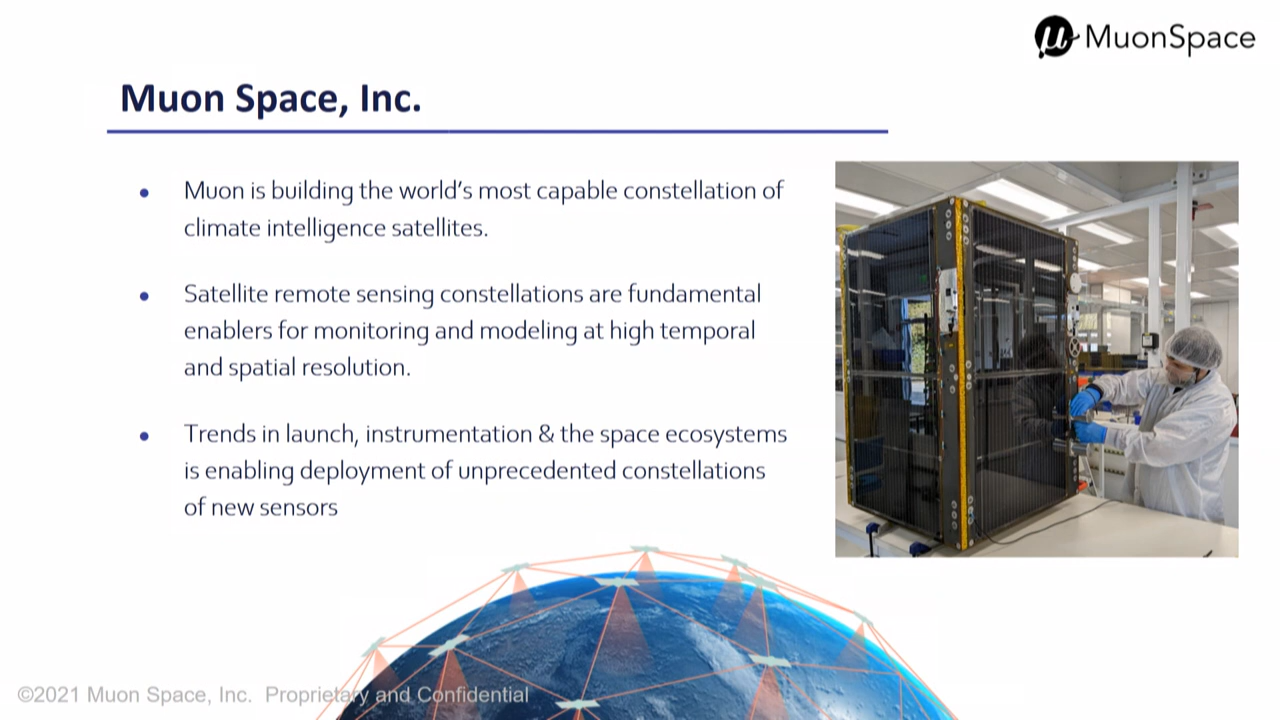 μ MuonSpace
Muon Space, Inc.
• Muon is building the world's most capable constellation of
climate intelligence satellites.
• Satellite remote sensing constellations are fundamental
enablers for monitoring and modeling at high temporal
and spatial resolution.
• Trends in launch, instrumentation & the space ecosystems
is enabling deployment of unprecedented constellations
of new sensors
©2021 Muon Space, Inc. Proprietary and Confidential